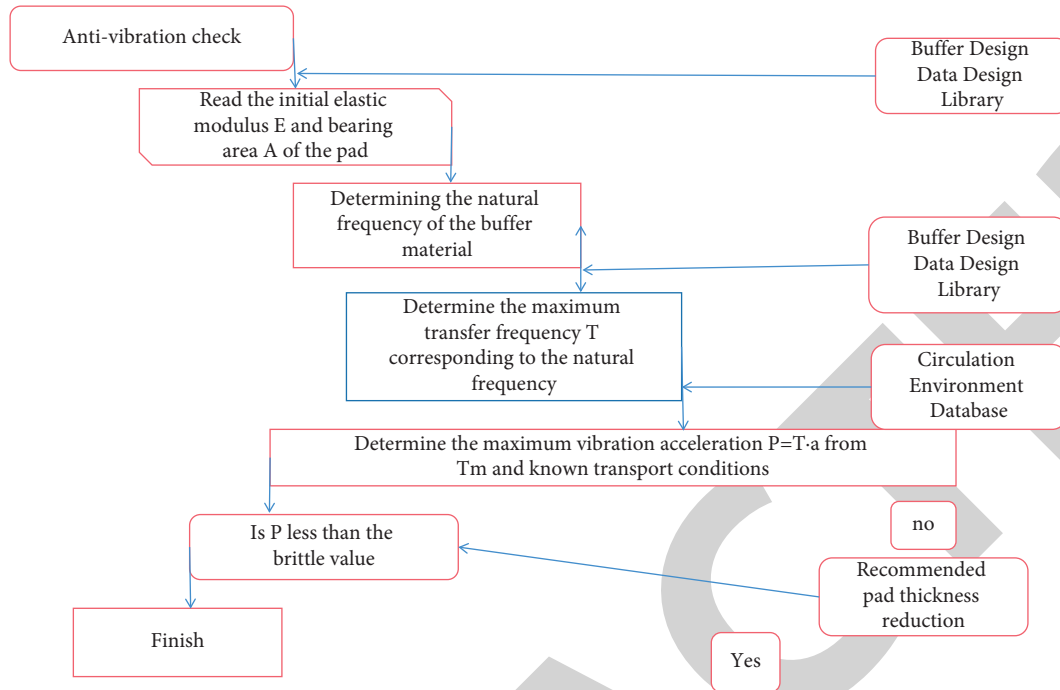 Anti-vibration check
Buffer Design
Data Design
Library
Read the initial elastic
modulus E and bearing
area A of the pad
Determining the natural
frequency of the buffer
material
Buffer Design
Data Design
Library
Determine the maximum
transfer frequency T
corresponding to the natural
frequency
Circulation
Environment
Database
Determine the maximum vibration acceleration P=T·a from
Tm and known transport conditions
no
Is P less than the
brittle value
Recommended
pad thickness
reduction
Finish
Yes